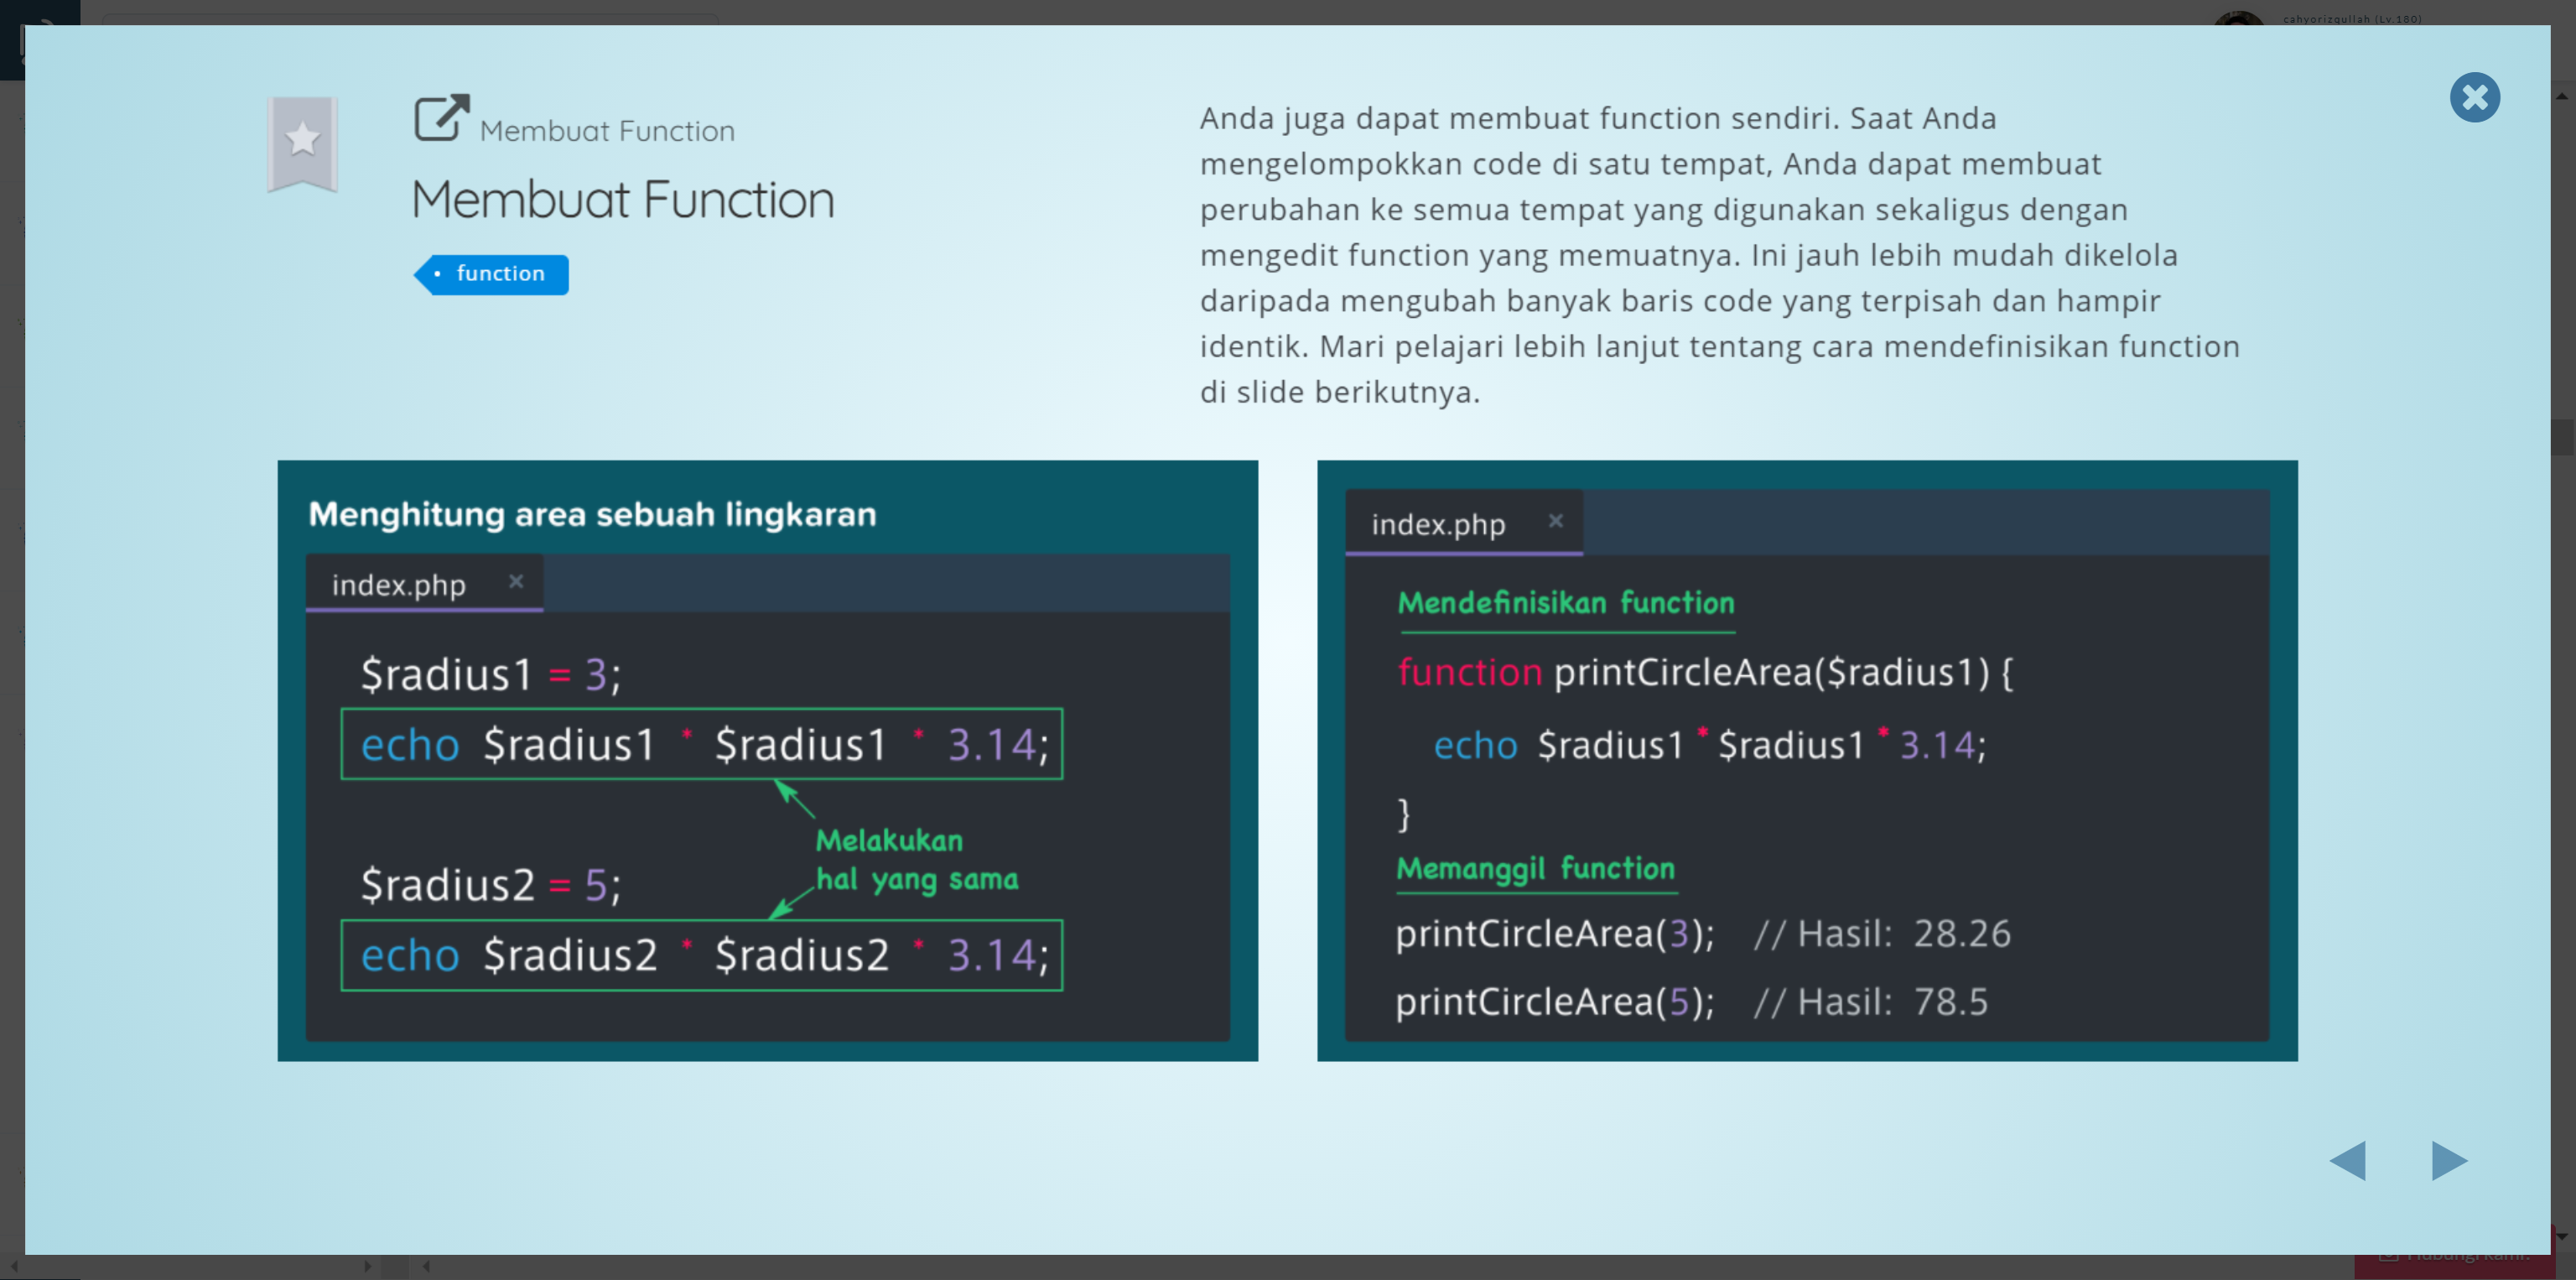 cahyorizqullah (Lv.180)
Membuat Function
Membuat Function
• function
Anda juga dapat membuat function sendiri. Saat Anda
mengelompokkan code di satu tempat, Anda dapat membuat
perubahan ke semua tempat yang digunakan sekaligus dengan
mengedit function yang memuatnya. Ini jauh lebih mudah dikelola
daripada mengubah banyak baris code yang terpisah dan hampir
identik. Mari pelajari lebih lanjut tentang cara mendefinisikan function
di slide berikutnya.
Menghitung area sebuah lingkaran
index.php ×
$radius1 = 3;
echo $radius1 * $radius1 * 3.14;
Melakukan
hal yang sama
$radius2 = 5;
echo $radius2 * $radius2 * 3.14;
index.php ×
Mendefinisikan function
function printCircleArea($radius1) {
echo $radius1 * $radius1 * 3.14;
}
Memanggil function
printCircleArea(3); // Hasil: 28.26
printCircleArea(5); // Hasil: 78.5